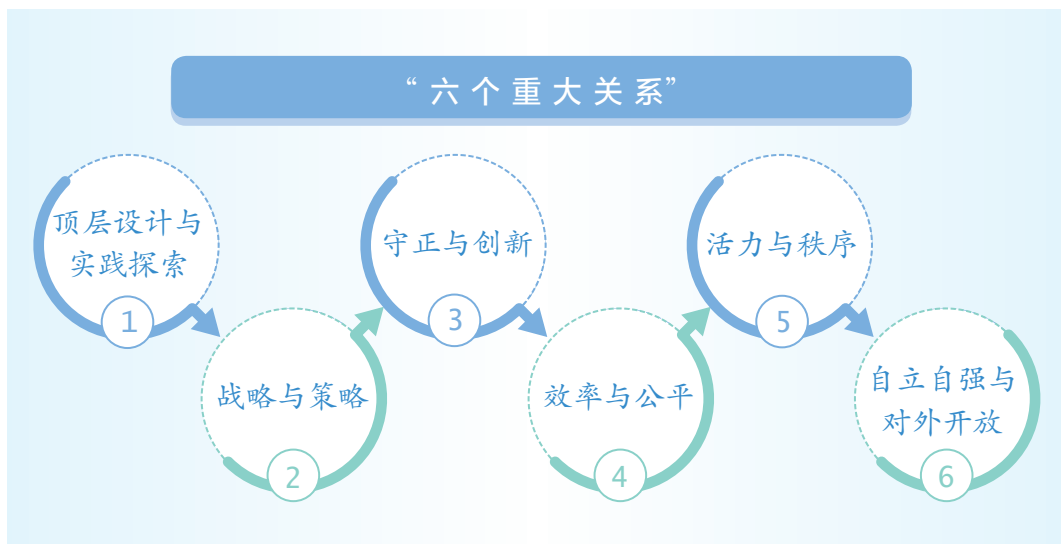 “六个重大关系”
顶层设计与
实践探索
1
战略与策略
2
守正与创新
3
效率与公平
4
活力与秩序
5
自立自强与
对外开放
6